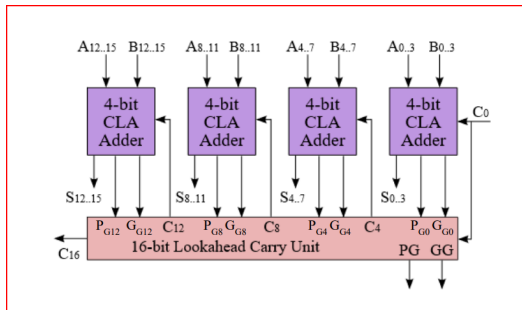 A12..15 B12..15 A8..11 B8..11 A4..7 B4..7 A0..3 B0..3
4-bit CLA Adder
4-bit CLA Adder
4-bit CLA Adder
4-bit CLA Adder
C0
S12..15 S8..11 S4..7 S0..3
PG12 GG12 C12 PG8 GG8 C8 PG4 GG4 C4 PG0 GG0
16-bit Lookahead Carry Unit PG GG
C16